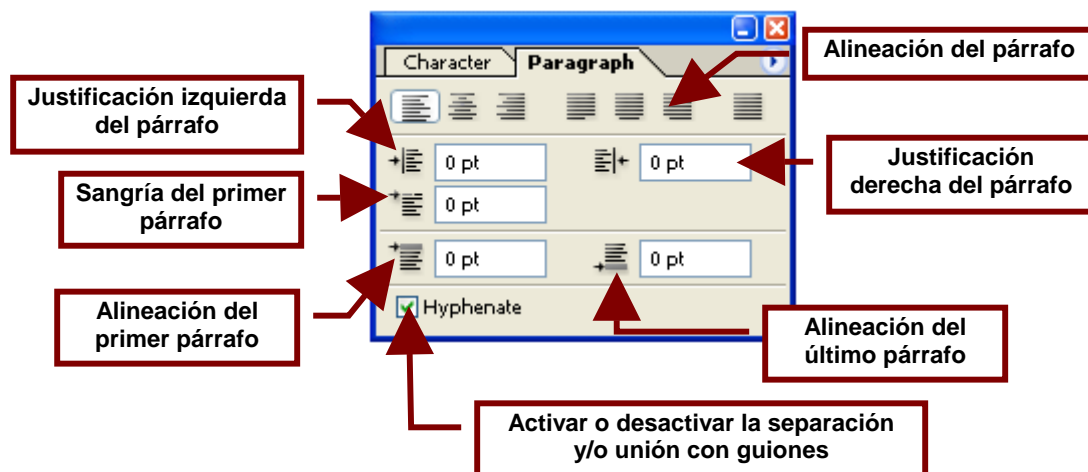 Character Paragraph
Alineación del párrafo
Justificación izquierda
del párrafo
0 pt
0 pt
Justificación
derecha del párrafo
Sangría del primer
párrafo
0 pt
0 pt
0 pt
Alineación del
primer párrafo
Hyphenate
Alineación del
último párrafo
Activar o desactivar la separación
y/o unión con guiones